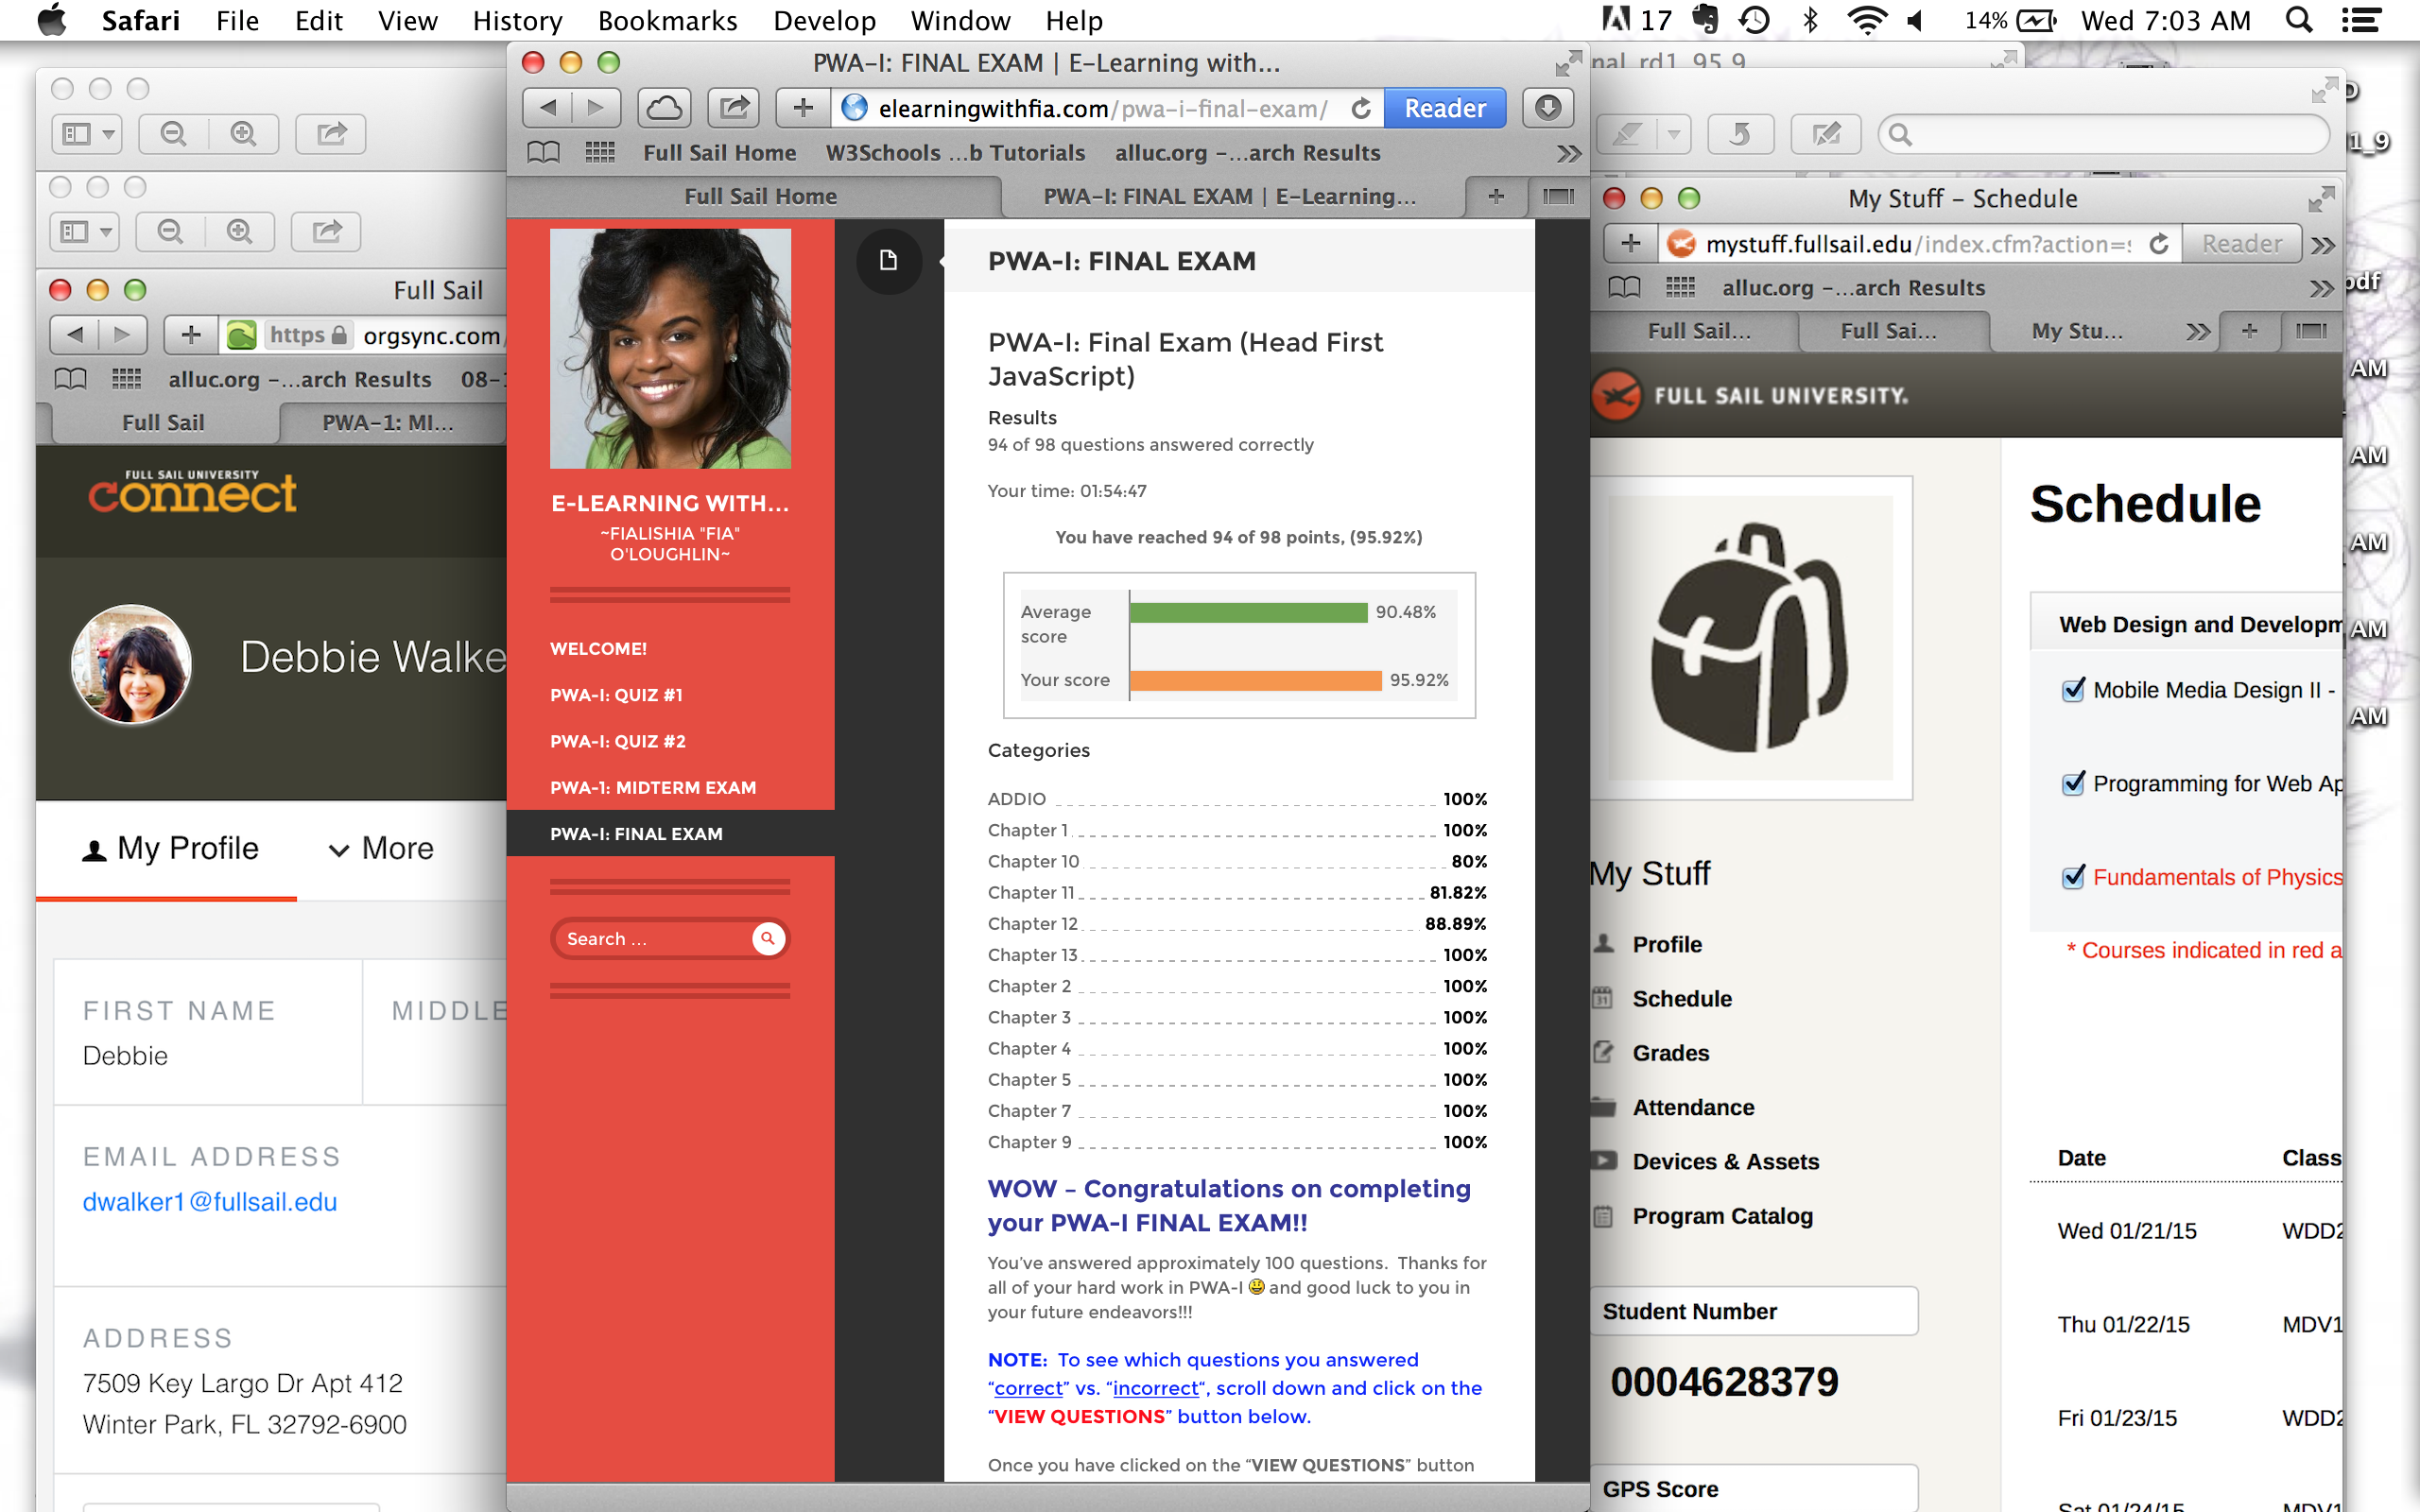 Safari File Edit View History Bookmarks Develop Window Help
17 14% Wed 7:03 AM
Full Sail
https orgsync.com/
alluc.org –...arch Results 08-
Full Sail PWA-1: MI...
FULL SAIL UNIVERSITY
connect
Debbie Walke
My Profile More
FIRST NAME
Debbie
MIDDLE
EMAIL ADDRESS
dwalker1@fullsail.edu
ADDRESS
7509 Key Largo Dr Apt 412
Winter Park, FL 32792-6900
PWA-I: FINAL EXAM | E-Learning with...
elearningwithfia.com/pwa-i-final-exam/ Reader
Full Sail Home W3Schools ...b Tutorials alluc.org –...arch Results
Full Sail Home PWA-I: FINAL EXAM | E-Learning...
E-LEARNING WITH...
~FIALISHIA "FIA"
O'LOUGHLIN~
WELCOME!
PWA-I: QUIZ #1
PWA-I: QUIZ #2
PWA-1: MIDTERM EXAM
PWA-I: FINAL EXAM
Search ...
PWA-I: FINAL EXAM
PWA-I: Final Exam (Head First
JavaScript)
Results
94 of 98 questions answered correctly
Your time: 01:54:47
You have reached 94 of 98 points, (95.92%)
Average
score
90.48%
Your score 95.92%
Categories
ADDIO 100%
Chapter 1 100%
Chapter 10 80%
Chapter 11 81.82%
Chapter 12 88.89%
Chapter 13 100%
Chapter 2 100%
Chapter 3 100%
Chapter 4 100%
Chapter 5 100%
Chapter 7 100%
Chapter 9 100%
WOW – Congratulations on completing
your PWA-I FINAL EXAM!!
You've answered approximately 100 questions. Thanks for
all of your hard work in PWA-I and good luck to you in
your future endeavors!!!
NOTE: To see which questions you answered
“correct” vs. “incorrect“, scroll down and click on the
“VIEW QUESTIONS” button below.
Once you have clicked on the “VIEW QUESTIONS” button
nal_rd1_95.9
My Stuff – Schedule
mystuff.fullsail.edu/index.cfm?action= Reader
alluc.org –...arch Results
Full Sail... Full Sai... My Stu...
FULL SAIL UNIVERSITY.
My Stuff
Profile
Schedule
Grades
Attendance
Devices & Assets
Program Catalog
Student Number
0004628379
GPS Score
Schedule
Web Design and Developm
Mobile Media Design II -
Programming for Web Ap
Fundamentals of Physics
* Courses indicated in red a
Date Class
Wed 01/21/15 WDD2
Thu 01/22/15 MDV1
Fri 01/23/15 WDD2
Sat 01/24/15 MDV1
1_9
pdf
AM
AM
AM
AM
AM